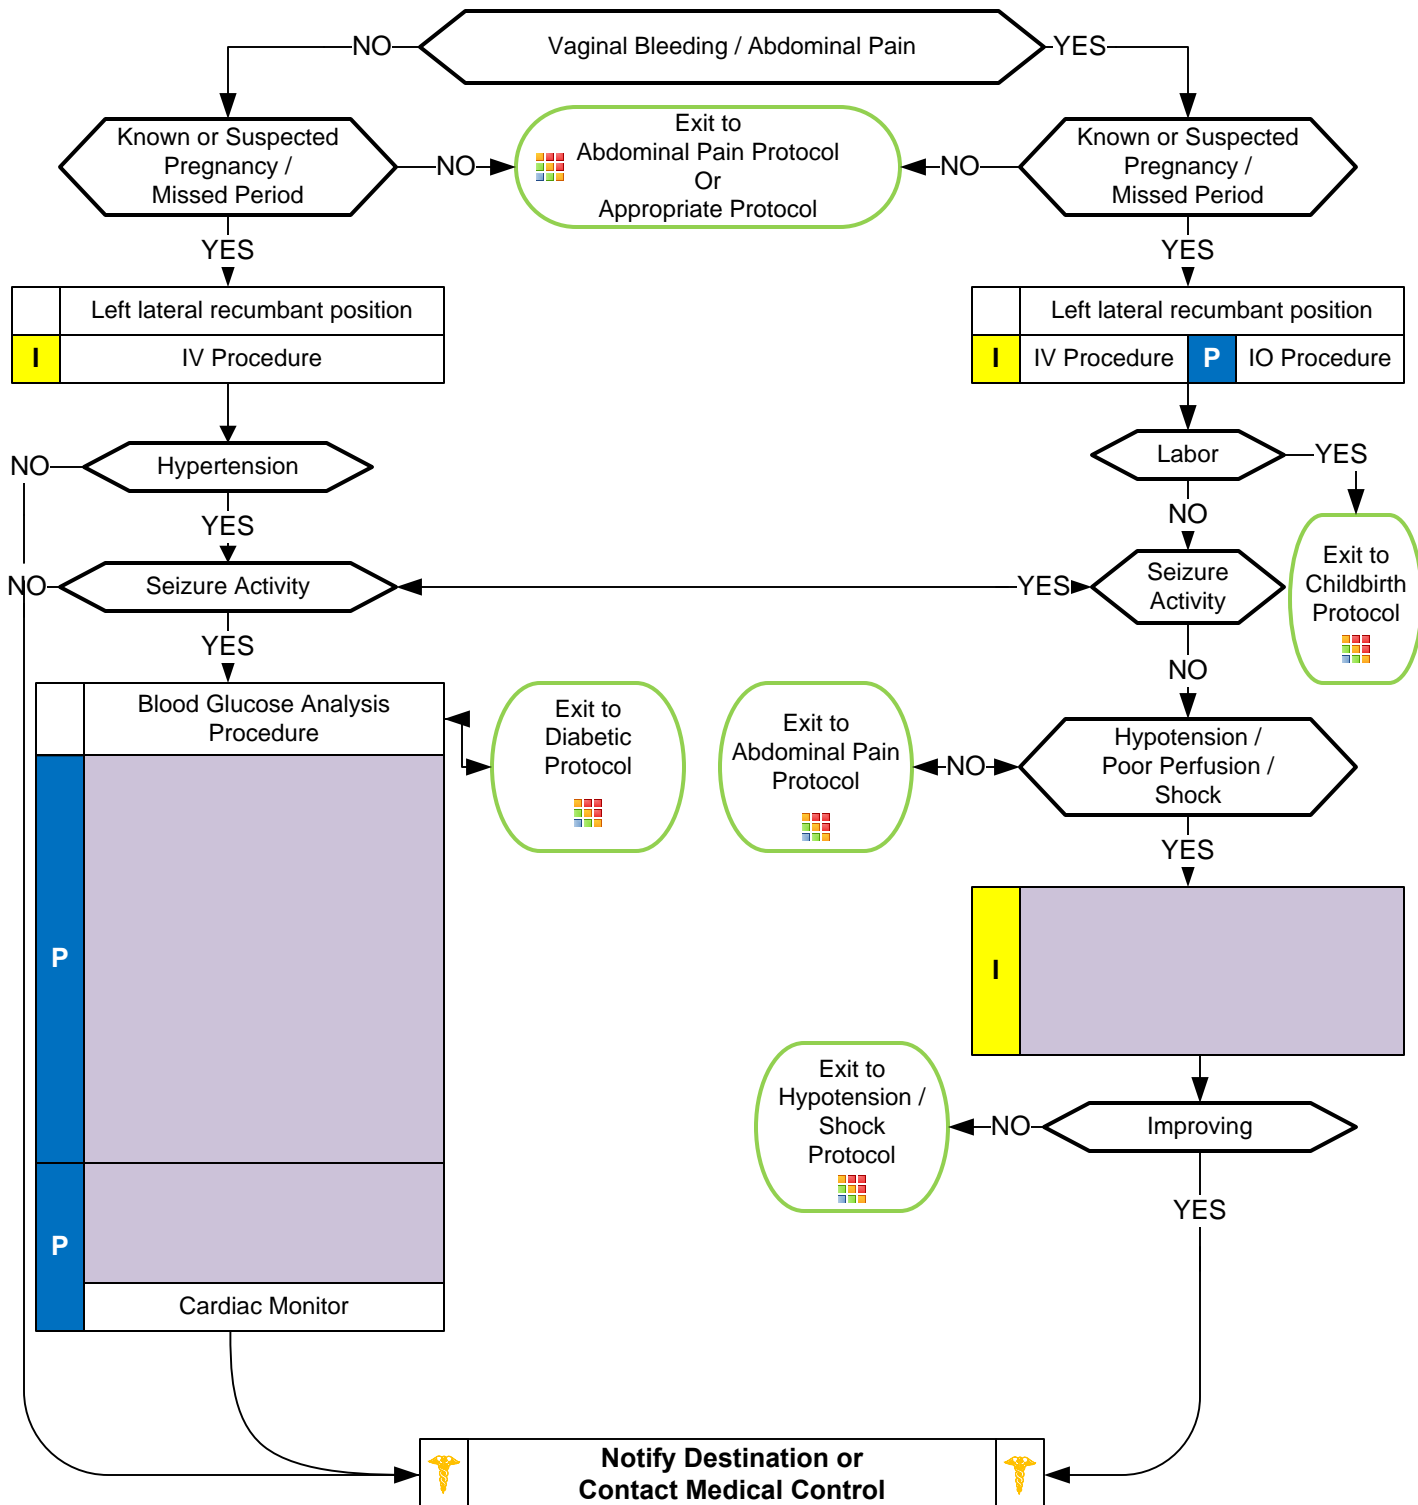 NO
Vaginal Bleeding / Abdominal Pain
YES
Known or Suspected
Pregnancy /
Missed Period
NO
Exit to
Abdominal Pain Protocol
Or
Appropriate Protocol
NO
Known or Suspected
Pregnancy /
Missed Period
YES
YES
Left lateral recumbant position
I
IV Procedure
Left lateral recumbant position
I
IV Procedure
P
IO Procedure
NO
Hypertension
Labor
YES
YES
NO
NO
Seizure Activity
YES
Seizure
Activity
Exit to
Childbirth
Protocol
YES
NO
Blood Glucose Analysis
Procedure
Exit to
Diabetic
Protocol
Exit to
Abdominal Pain
Protocol
NO
Hypotension /
Poor Perfusion /
Shock
YES
P
I
Exit to
Hypotension /
Shock
Protocol
NO
Improving
YES
P
Cardiac Monitor
Notify Destination or
Contact Medical Control